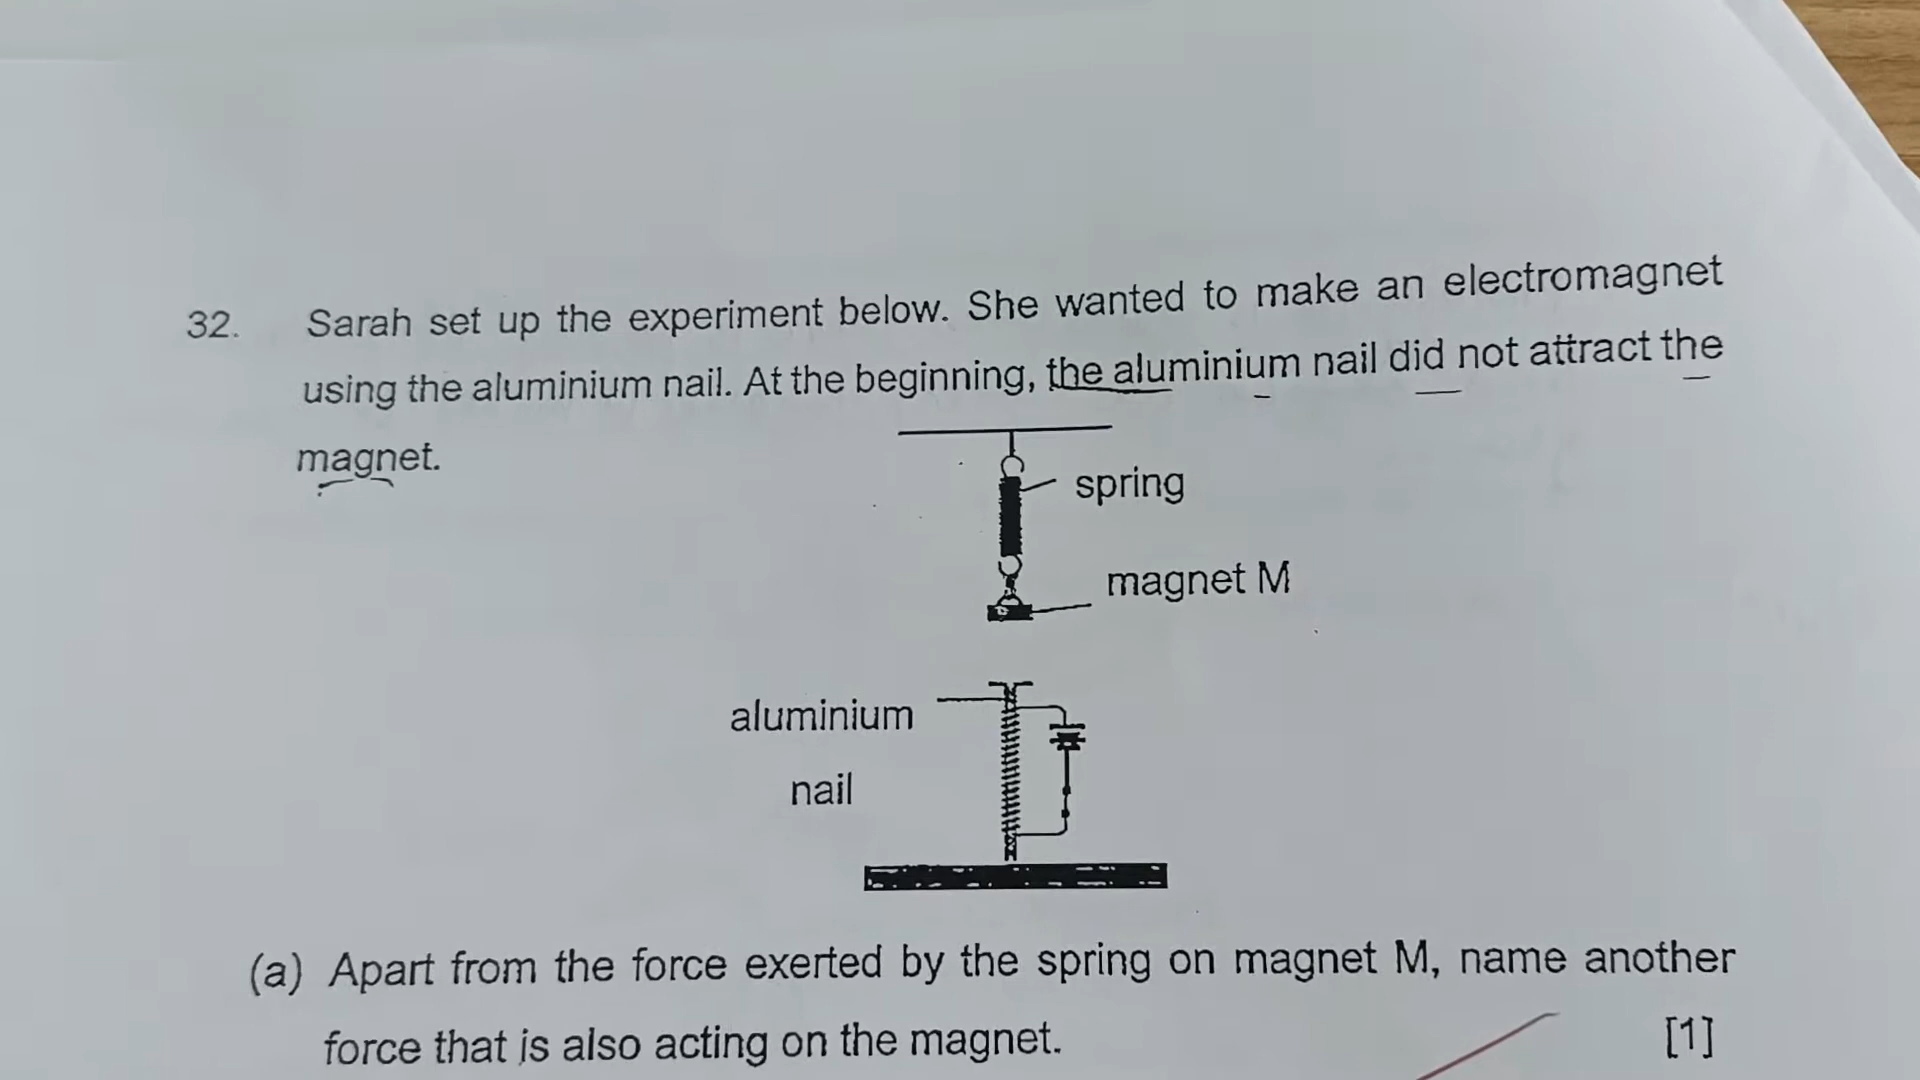 32. Sarah set up the experiment below. She wanted to make an electromagnet
using the aluminium nail. At the beginning, the aluminium nail did not attract the
magnet.
spring
magnet M
aluminium
nail
(a) Apart from the force exerted by the spring on magnet M, name another
force that is also acting on the magnet. [1]